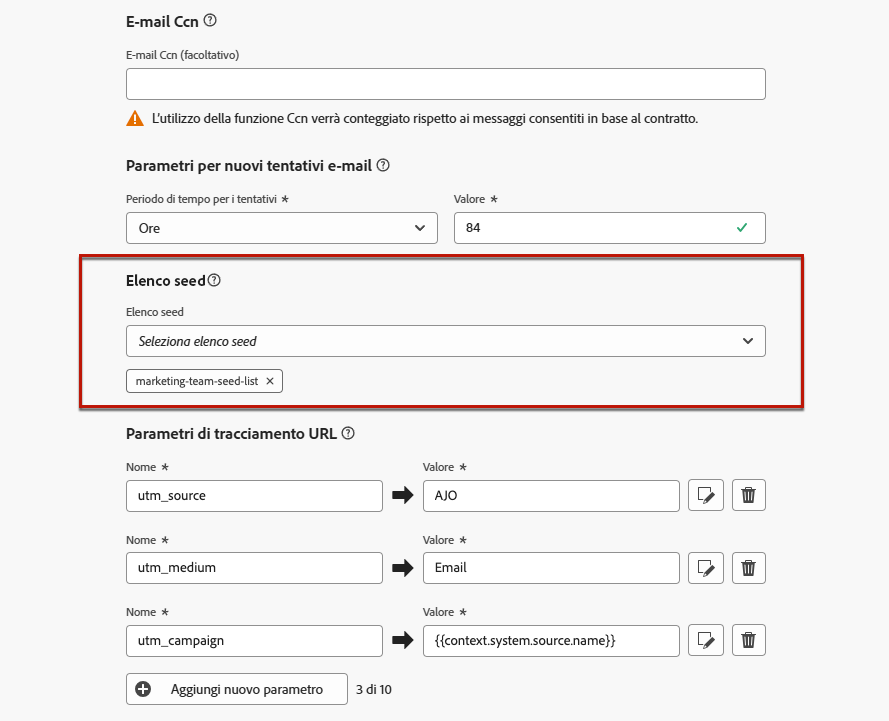 E-mail Ccn
E-mail Ccn (facoltativo)
L'utilizzo della funzione Ccn verrà conteggiato rispetto ai messaggi consentiti in base al contratto.
Parametri per nuovi tentativi e-mail
Periodo di tempo per i tentativi * Valore *
Ore 84
Elenco seed
Elenco seed
Seleziona elenco seed
marketing-team-seed-list ×
Parametri di tracciamento URL
Nome * Valore *
utm_source AJO
Nome * Valore *
utm_medium Email
Nome * Valore *
utm_campaign {{context.system.source.name}}
Aggiungi nuovo parametro 3 di 10